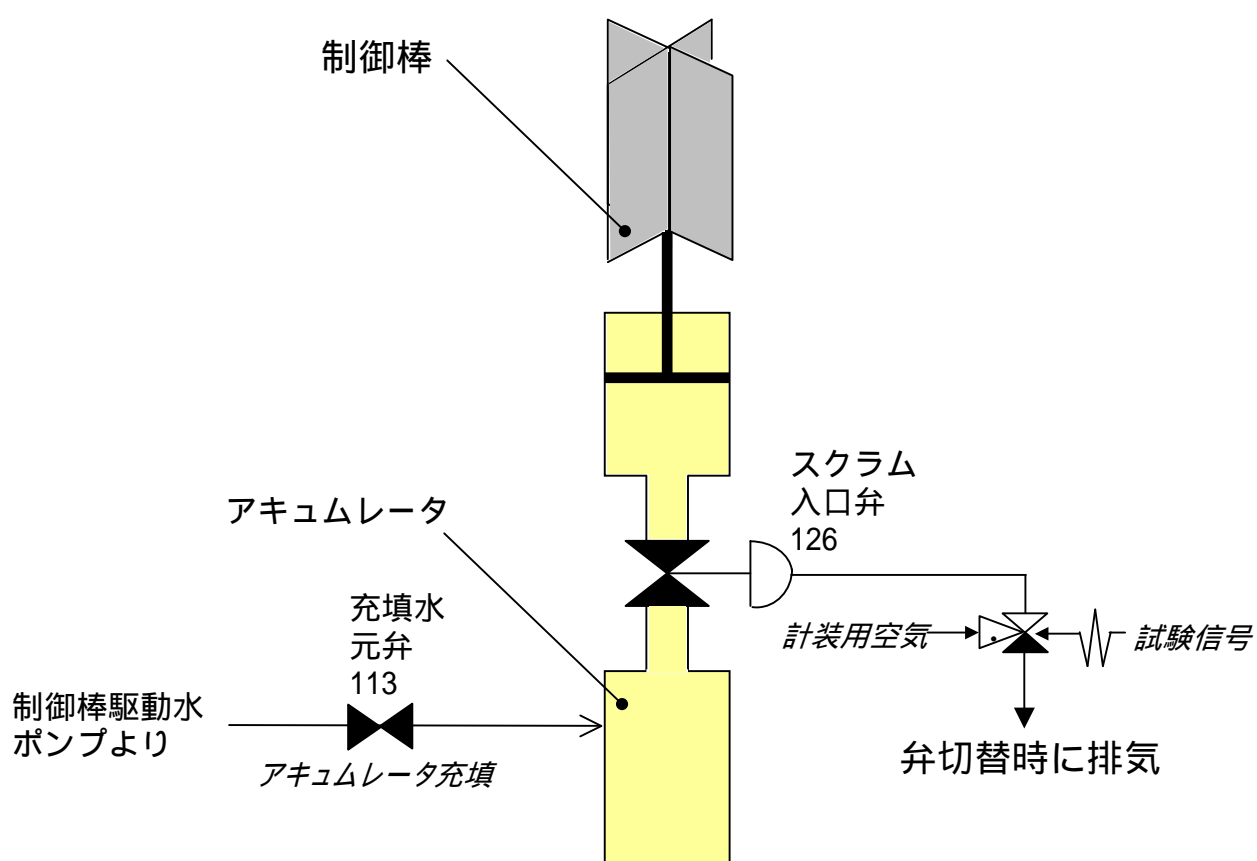 制御棒
スクラム
入口弁
126
アキュムレータ
充填水
元弁
113
計装用空気
試験信号
制御棒駆動水
ポンプより
アキュムレータ充填
弁切替時に排気